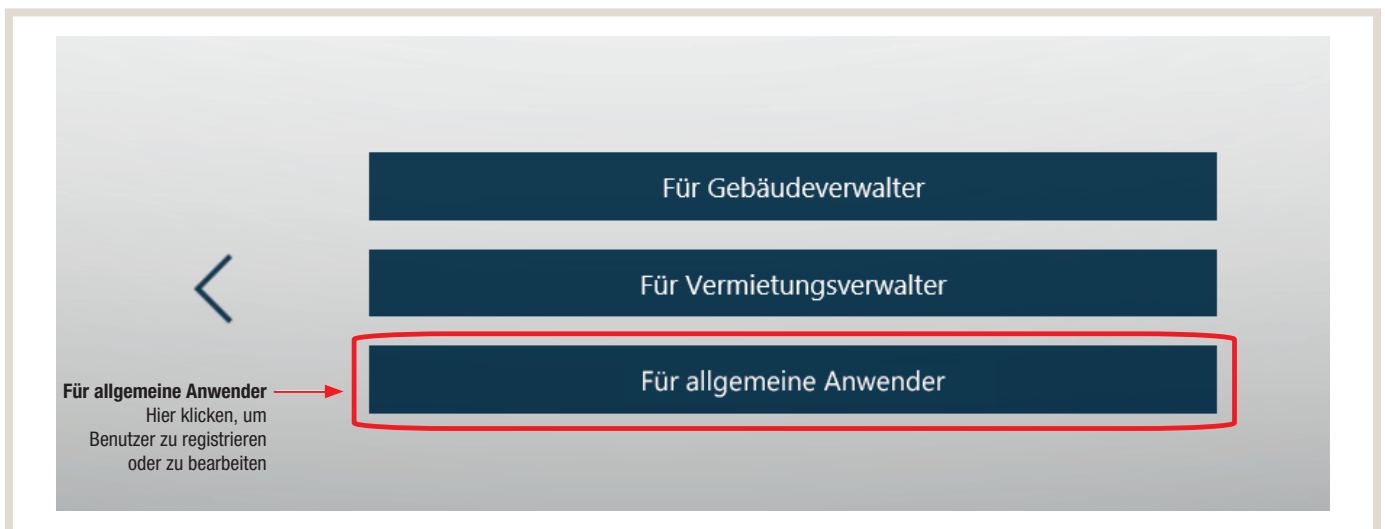 Für Gebäudeverwalter
Für Vermietungsverwalter
Für allgemeine Anwender
Für allgemeine Anwender
Hier klicken, um
Benutzer zu registrieren
oder zu bearbeiten